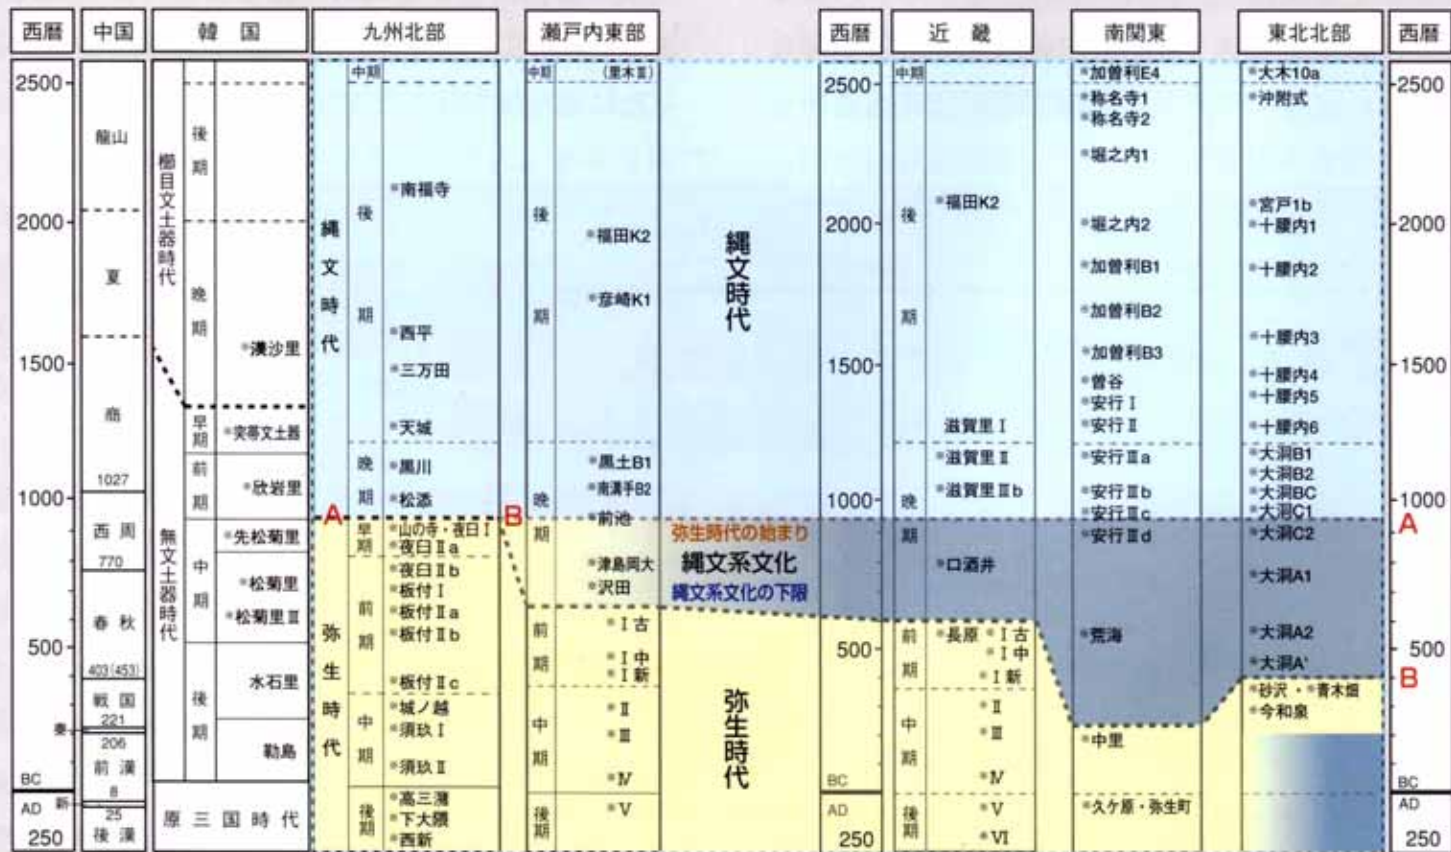 西暦 中国 韓国 九州北部 瀬戸内東部 西暦 近畿 南関東 東北北部 西暦
2500
2000
1500
1000
500
BC
AD
250
龍山
夏
商
1027
西周
770
春秋
403(453)
戦国
221
秦
206
前漢
8
新
25
後漢
櫛目文土器時代
後期
晩期
*渼沙里
無文土器時代
早期
*突帯文土器
前期
*欣岩里
中期
*先松菊里
*松菊里
*松菊里Ⅲ
後期
水石里
勒島
原三国時代
縄文時代
中期
後期
*南福寺
*西平
*三万田
*天城
晩期
*黒川
*松添
A
弥生時代
早期
*山の寺・夜臼Ⅰ
*夜臼Ⅱa
前期
*夜臼Ⅱb
*板付Ⅰ
*板付Ⅱa
*板付Ⅱb
*板付Ⅱc
中期
*城ノ越
*須玖Ⅰ
*須玖Ⅱ
後期
*高三潴
*下大隈
*西新
B
中期
(里木Ⅱ)
後期
*福田K2
*彦崎K1
晩期
*黒土B1
*南溝手B2
*前池
*津島岡大
*沢田
前期
*Ⅰ古
*Ⅰ中
*Ⅰ新
中期
*Ⅱ
*Ⅲ
*Ⅳ
後期
*Ⅴ
縄文時代
弥生時代の始まり
縄文系文化
縄文系文化の下限
弥生時代
2500
2000
1500
1000
500
BC
AD
250
中期
後期
*福田K2
滋賀里Ⅰ
晩期
*滋賀里Ⅱ
*滋賀里Ⅲb
*口酒井
前期
*長原 *Ⅰ古
*Ⅰ中
*Ⅰ新
中期
*Ⅱ
*Ⅲ
*Ⅳ
後期
*Ⅴ
*Ⅵ
*加曽利E4
*称名寺1
*称名寺2
*堀之内1
*堀之内2
*加曽利B1
*加曽利B2
*加曽利B3
*曽谷
*安行Ⅰ
*安行Ⅱ
*安行Ⅲa
*安行Ⅲb
*安行Ⅲc
*安行Ⅲd
*荒海
*中里
*久ケ原・弥生町
*大木10a
*沖附式
*宮戸1b
*十腰内1
*十腰内2
*十腰内3
*十腰内4
*十腰内5
*十腰内6
*大洞B1
*大洞B2
*大洞BC
*大洞C1
*大洞C2
*大洞A1
*大洞A2
*大洞A'
*砂沢・*青木畑
*今和泉
2500
2000
1500
1000
A
500
B
BC
AD
250